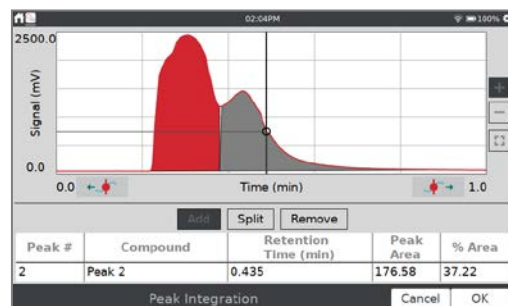 02:04PM 100%
2500.0
Signal (mV)
0.0
0.0 Time (min) 1.0
Add Split Remove
Peak # Compound Retention Time (min) Peak Area % Area
2 Peak 2 0.435 176.58 37.22
Peak Integration Cancel OK